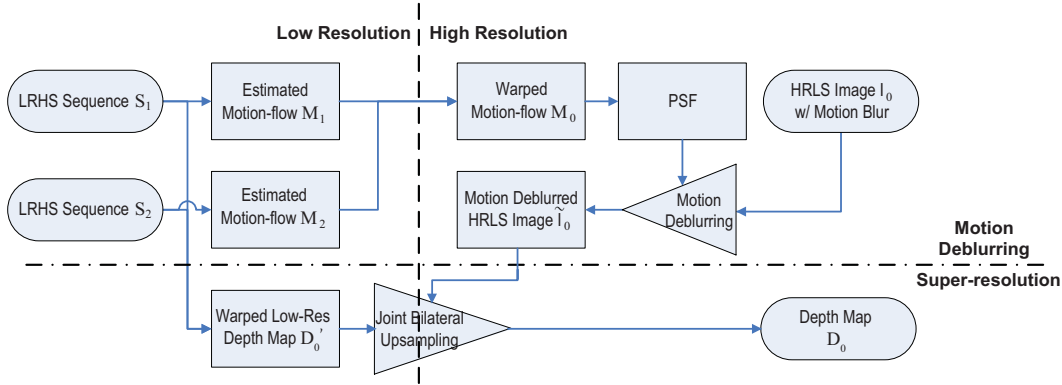 Low Resolution
High Resolution
LRHS Sequence S₁
Estimated
Motion-flow M₁
Warped
Motion-flow M₀
PSF
HRLS Image I₀
w/ Motion Blur
LRHS Sequence S₂
Estimated
Motion-flow M₂
Motion Deblurred
HRLS Image Ĩ₀
Motion
Deblurring
Motion
Deblurring
Super-resolution
Warped Low-Res
Depth Map D₀'
Joint Bilateral
Upsampling
Depth Map
D₀